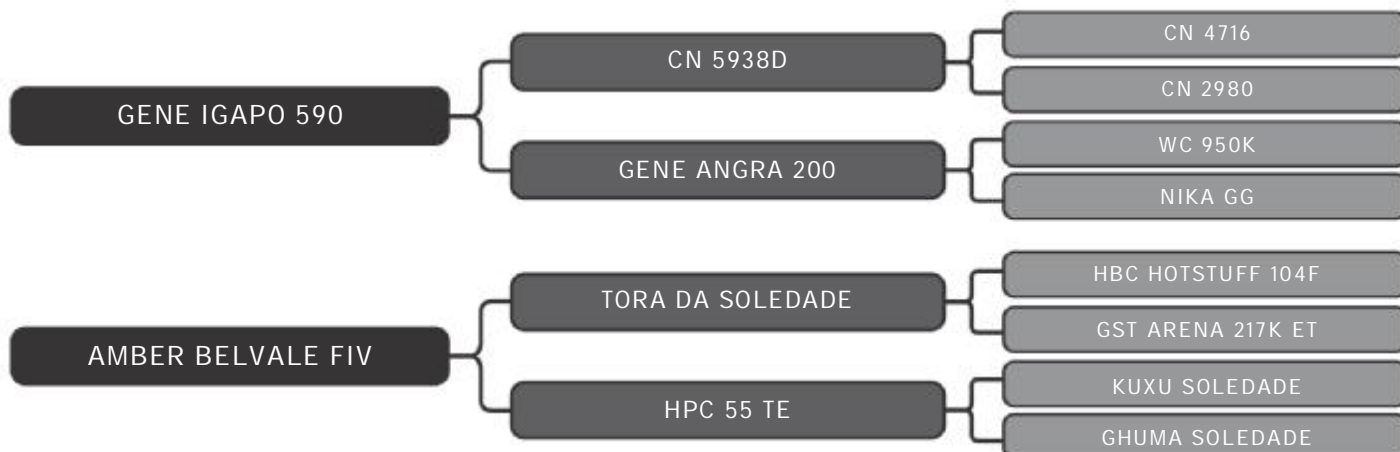 GENE IGAPO 590
CN 5938D
CN 4716
CN 2980
GENE ANGRA 200
WC 950K
NIKA GG
AMBER BELVALE FIV
TORA DA SOLEDADE
HBC HOTSTUFF 104F
GST ARENA 217K ET
HPC 55 TE
KUXU SOLEDADE
GHUMA SOLEDADE